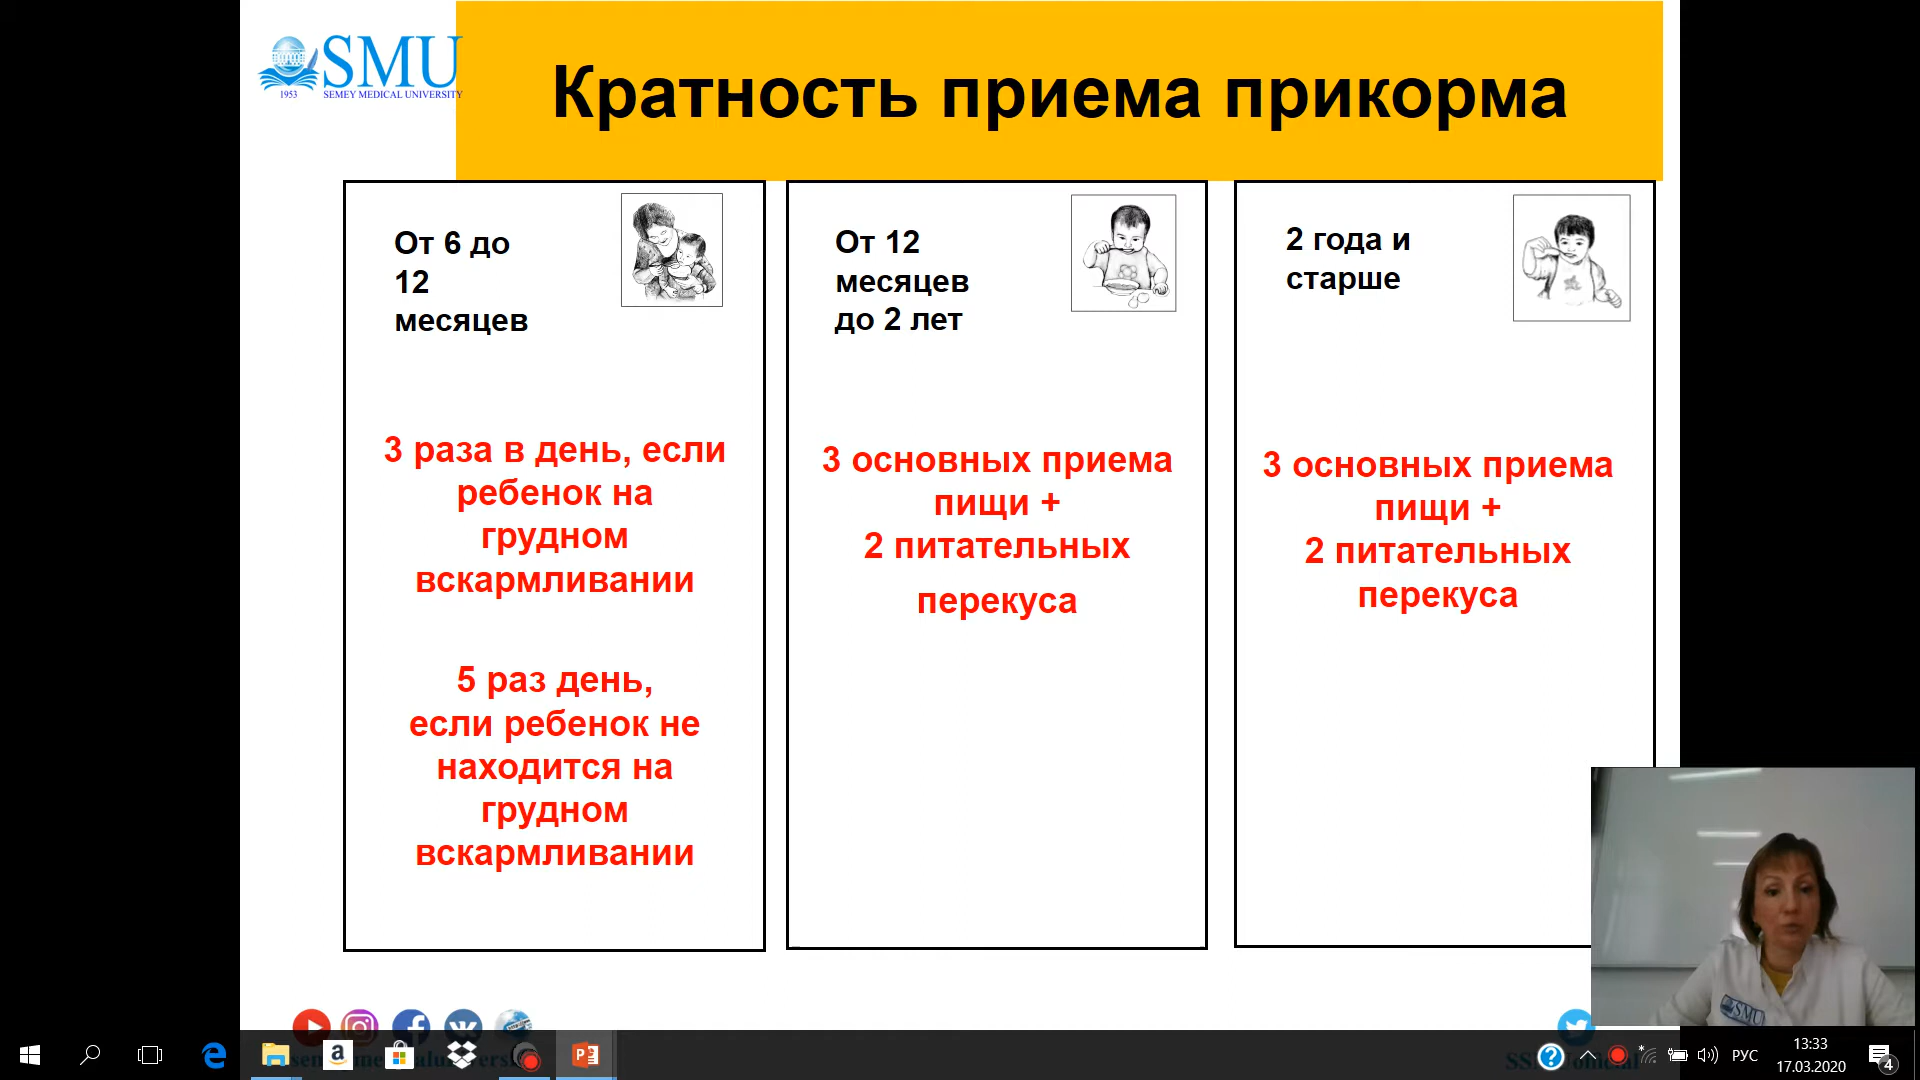 SMU
1953
SEMEY MEDICAL UNIVERSITY
Кратность приема прикорма
От 6 до
12
месяцев
3 раза в день, если
ребенок на
грудном
вскармливании
5 раз день,
если ребенок не
находится на
грудном
вскармливании
От 12
месяцев
до 2 лет
3 основных приема
пищи +
2 питательных
перекуса
2 года и
старше
3 основных приема
пищи +
2 питательных
перекуса
SMU
РУС
13:33
17.03.2020
4